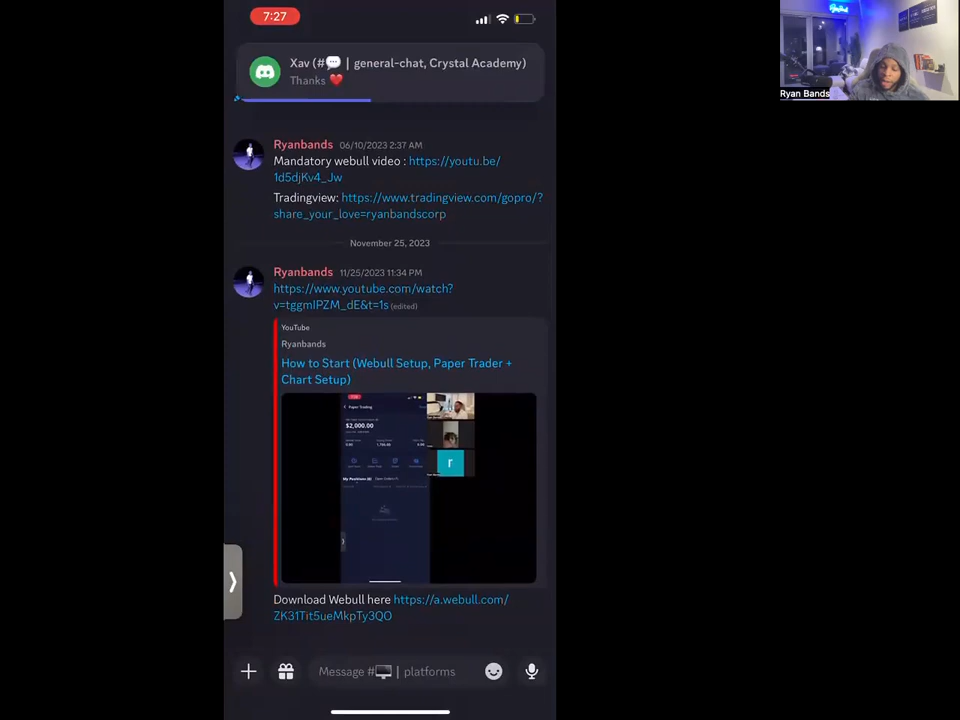 7:27
Xav (#💬 | general-chat, Crystal Academy)
Thanks ❤️
Ryanbands 06/10/2023 2:37 AM
Mandatory webull video : https://youtu.be/
1d5djKv4_Jw
Tradingview: https://www.tradingview.com/gopro/?
share_your_love=ryanbandscorp
November 25, 2023
Ryanbands 11/25/2023 11:34 PM
https://www.youtube.com/watch?
v=tggmIPZM_dE&t=1s (edited)
YouTube
Ryanbands
How to Start (Webull Setup, Paper Trader +
Chart Setup)
Paper Trading
$2,000.00
My Positions (0)
r
Download Webull here https://a.webull.com/
ZK31Tit5ueMkpTy3QO
Message #🖥️ | platforms
Ryan Bands